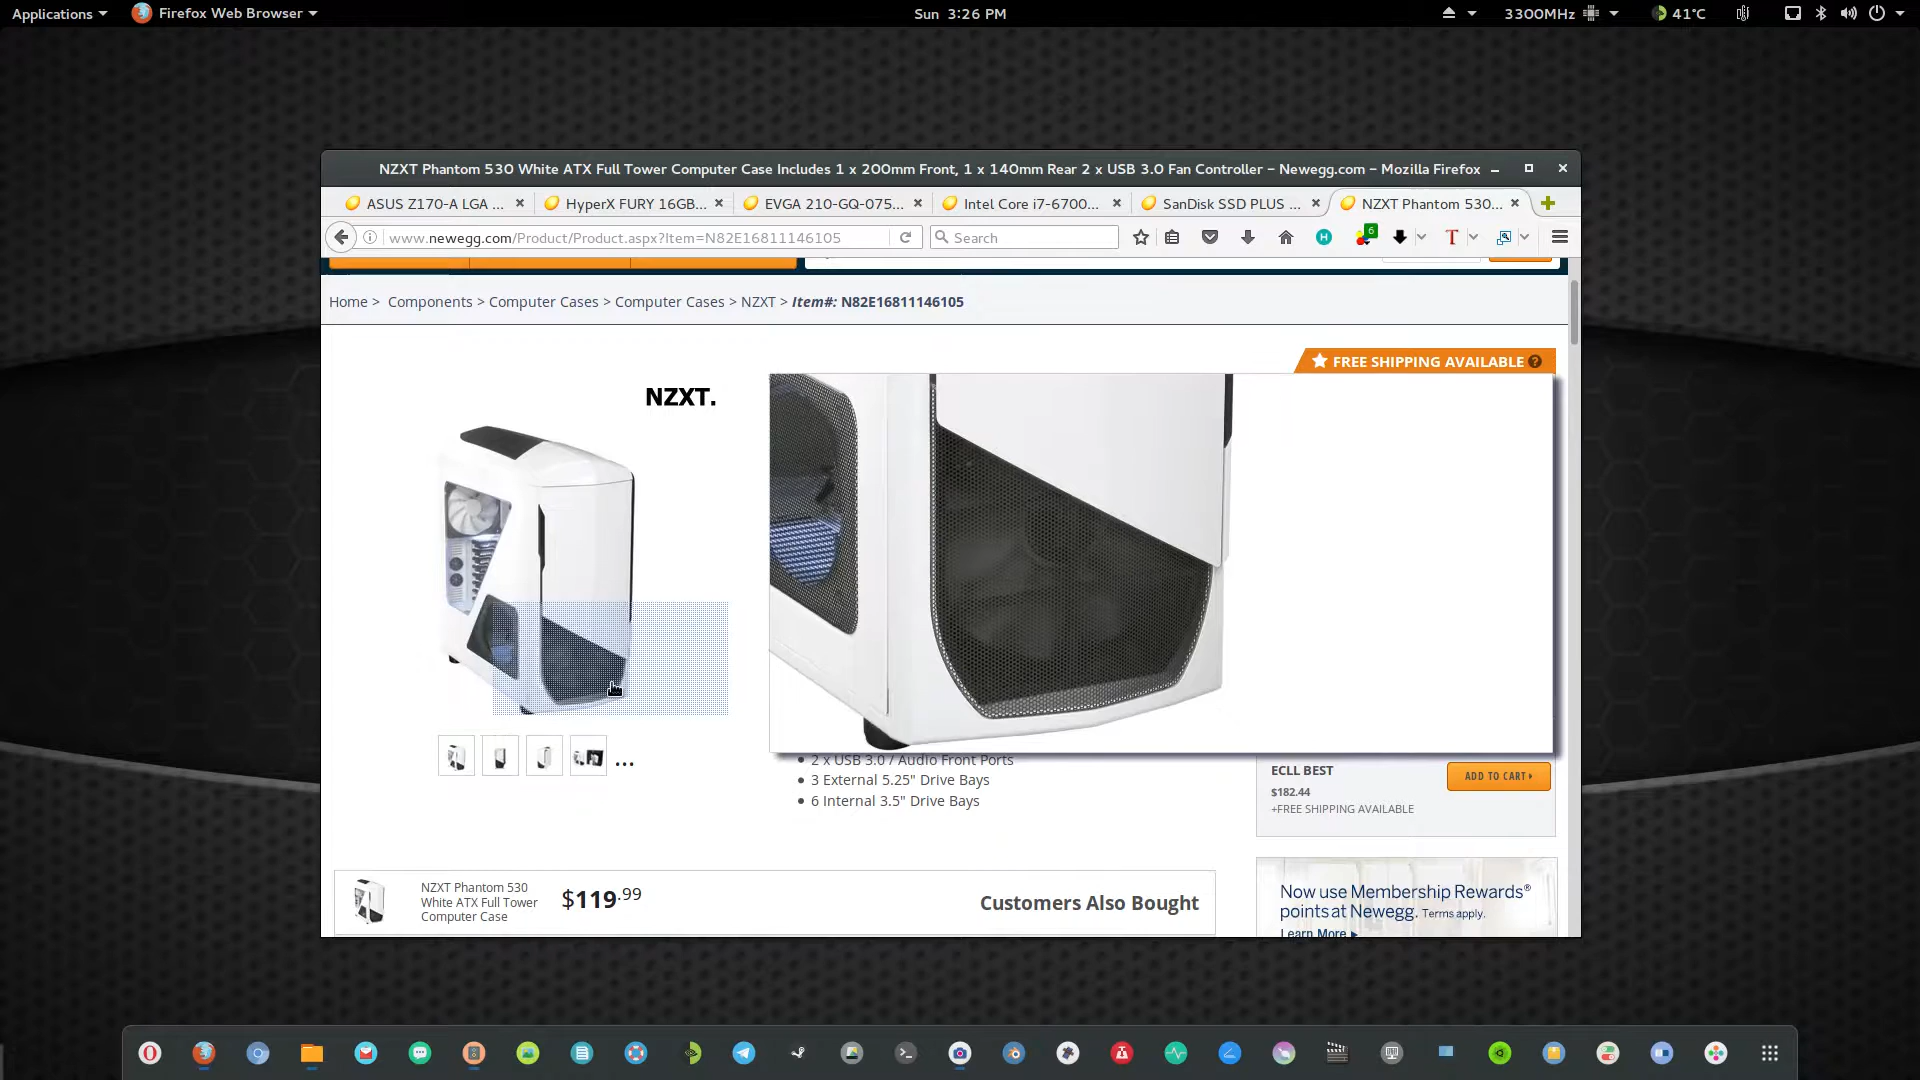 Applications
Firefox Web Browser
Sun 3:26 PM
3300MHz
41°C
NZXT Phantom 530 White ATX Full Tower Computer Case Includes 1 x 200mm Front, 1 x 140mm Rear 2 x USB 3.0 Fan Controller – Newegg.com – Mozilla Firefox
ASUS Z170-A LGA ...
HyperX FURY 16GB...
EVGA 210-GQ-075...
Intel Core i7-6700...
SanDisk SSD PLUS ...
NZXT Phantom 530...
www.newegg.com/Product/Product.aspx?Item=N82E16811146105
Search
H
6
T
Home > Components > Computer Cases > Computer Cases > NZXT > Item#: N82E16811146105
FREE SHIPPING AVAILABLE ?
NZXT.
...
2 x USB 3.0 / Audio Front Ports
3 External 5.25" Drive Bays
6 Internal 3.5" Drive Bays
ECLL BEST
$182.44
+FREE SHIPPING AVAILABLE
ADD TO CART
NZXT Phantom 530
White ATX Full Tower
Computer Case
$119.99
Customers Also Bought
Now use Membership Rewards®
points at Newegg. Terms apply.
Learn More